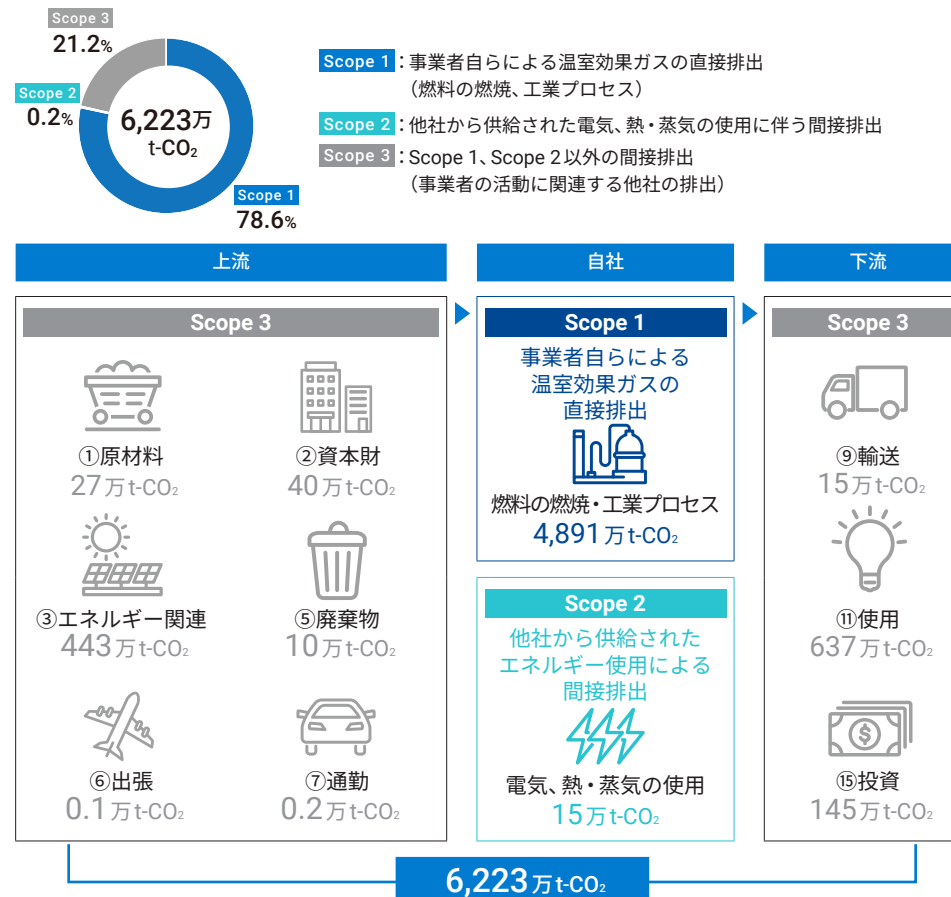 Scope 3
21.2%
Scope 2
0.2%
6,223万
t-CO₂
Scope 1
78.6%
Scope 1：事業者自らによる温室効果ガスの直接排出
（燃料の燃焼、工業プロセス）
Scope 2：他社から供給された電気、熱・蒸気の使用に伴う間接排出
Scope 3：Scope 1、Scope 2以外の間接排出
（事業者の活動に関連する他社の排出）
上流
Scope 3
①原材料
27万t-CO₂
②資本財
40万t-CO₂
③エネルギー関連
443万t-CO₂
⑤廃棄物
10万t-CO₂
⑥出張
0.1万t-CO₂
⑦通勤
0.2万t-CO₂
自社
Scope 1
事業者自らによる
温室効果ガスの
直接排出
燃料の燃焼・工業プロセス
4,891万t-CO₂
Scope 2
他社から供給された
エネルギー使用による
間接排出
電気、熱・蒸気の使用
15万t-CO₂
下流
Scope 3
⑨輸送
15万t-CO₂
⑪使用
637万t-CO₂
$
⑮投資
145万t-CO₂
6,223万t-CO₂